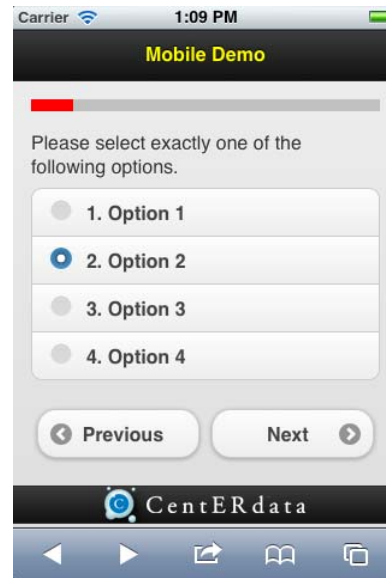 Carrier 1:09 PM
Mobile Demo
Please select exactly one of the
following options.
1. Option 1
2. Option 2
3. Option 3
4. Option 4
Previous Next
C CentERdata